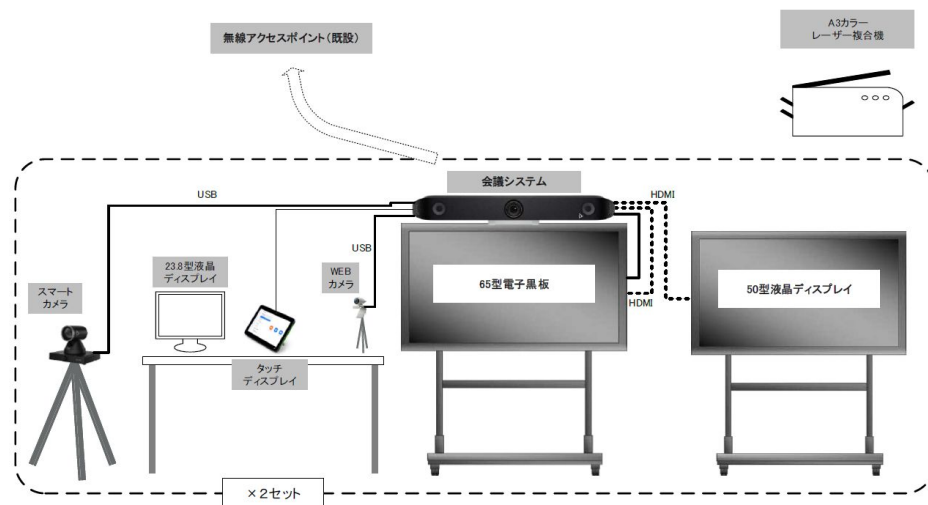 無線アクセスポイント(既設)
A3カラー
レーザー複合機
会議システム
USB
HDMI
USB
23.8型液晶
ディスプレイ
WEB
カメラ
スマート
カメラ
65型電子黒板
50型液晶ディスプレイ
HDMI
タッチ
ディスプレイ
×2セット